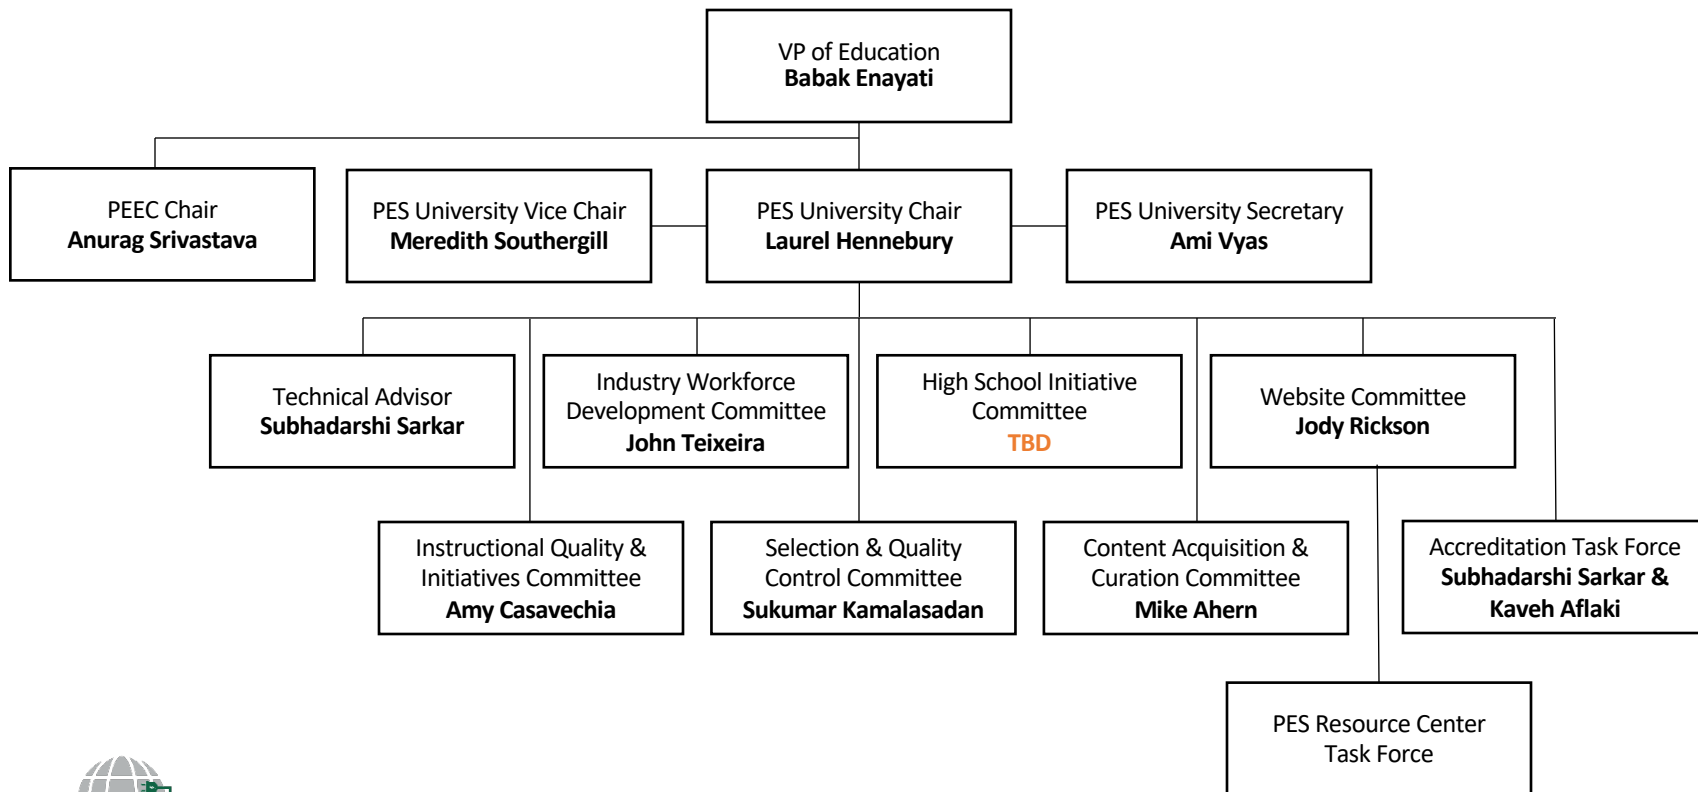 VP of Education
Babak Enayati
PEEC Chair
Anurag Srivastava
PES University Vice Chair
Meredith Southergill
PES University Chair
Laurel Hennebury
PES University Secretary
Ami Vyas
Technical Advisor
Subhadarshi Sarkar
Industry Workforce
Development Committee
John Teixeira
High School Initiative
Committee
TBD
Website Committee
Jody Rickson
Instructional Quality &
Initiatives Committee
Amy Casavechia
Selection & Quality
Control Committee
Sukumar Kamalasadan
Content Acquisition &
Curation Committee
Mike Ahern
Accreditation Task Force
Subhadarshi Sarkar &
Kaveh Aflaki
PES Resource Center
Task Force